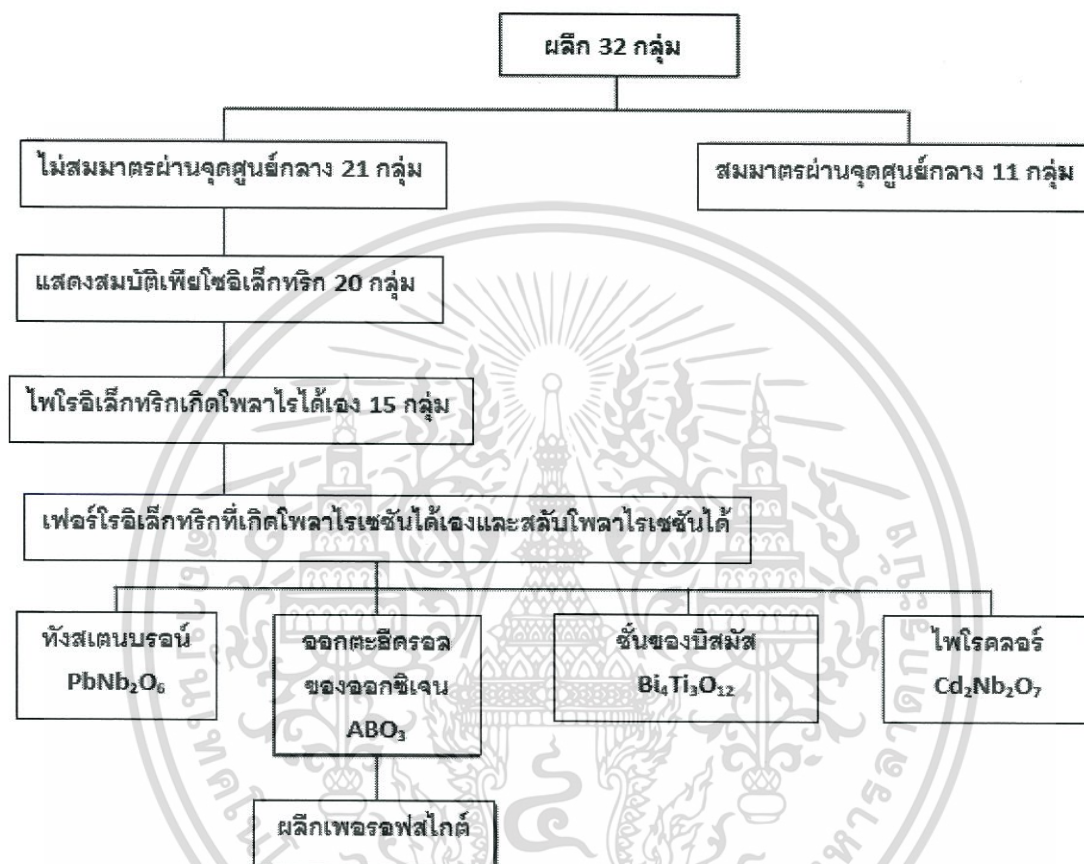 ผลึก 32 กลุ่ม
ไม่สมมาตรผ่านจุดศูนย์กลาง 21 กลุ่ม
สมมาตรผ่านจุดศูนย์กลาง 11 กลุ่ม
แสดงสมบัติเพียโซอิเล็กทริก 20 กลุ่ม
ไพโรอิเล็กทริกเกิดโพลาไรได้เอง 15 กลุ่ม
เฟอร์โรอิเล็กทริกที่เกิดโพลาไรเซชันได้เองและสลับโพลาไรเซชันได้
ทังสเตนบรอน์
PbNb₂O₆
ออกตะฮีดรอล
ของออกซิเจน
ABO₃
ชั้นของบิสมัส
Bi₄Ti₃O₁₂
ไพโรคลอร์
Cd₂Nb₂O₇
ผลึกเพอรอฟสไกต์